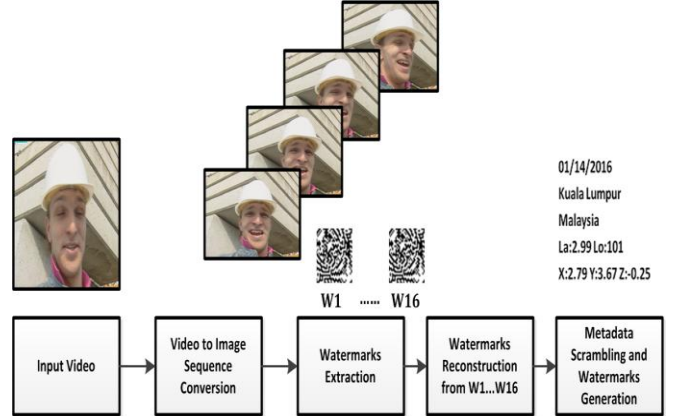 01/14/2016
Kuala Lumpur
Malaysia
La:2.99 Lo:101
X:2.79 Y:3.67 Z:-0.25
W1 ...... W16
Input Video
Video to Image
Sequence
Conversion
Watermarks
Extraction
Watermarks
Reconstruction
from W1...W16
Metadata
Scrambling and
Watermarks
Generation